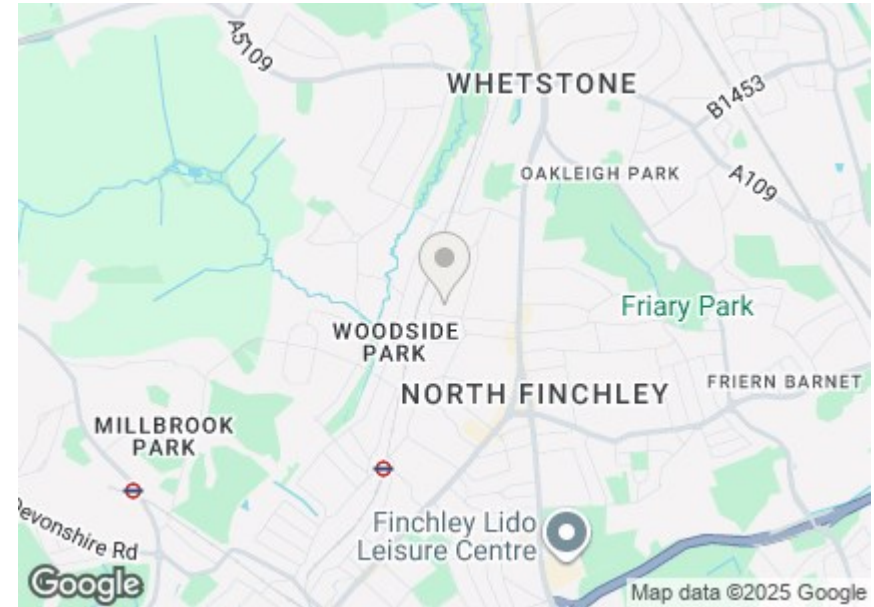 A5109
WHETSTONE
B1453
OAKLEIGH PARK
A109
Friary Park
WOODSIDE
PARK
NORTH FINCHLEY
FRIERN BARNET
MILLBROOK
PARK
Devonshire Rd
Finchley Lido
Leisure Centre
Google
Map data ©2025 Google